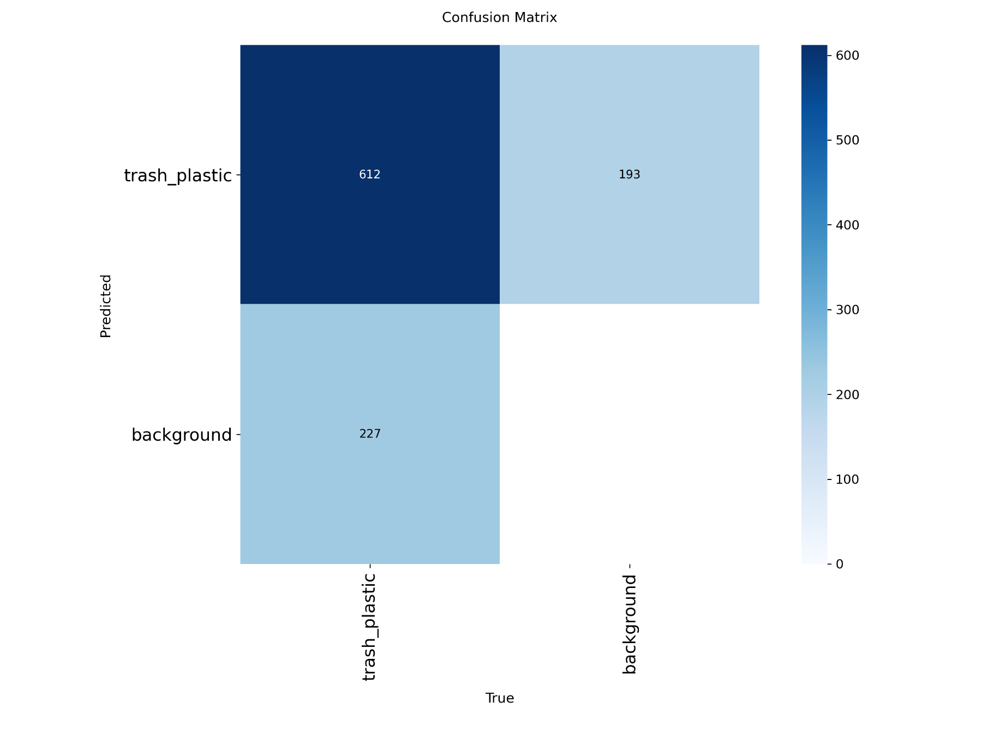 Confusion Matrix
600
500
400
300
200
100
0
trash_plastic
612
193
Predicted
background
227
trash_plastic
background
True